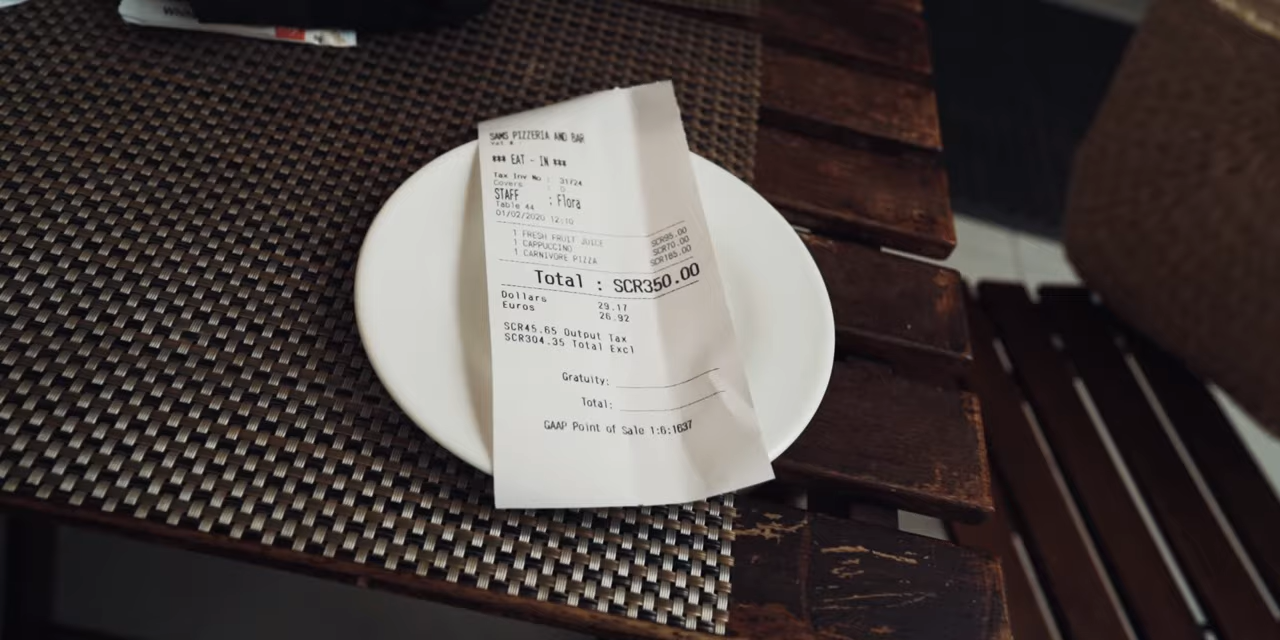 SAMS PIZZERIA AND BAR
Vat #
*** EAT - IN ***
Tax Inv No : 31/24
Covers : 0
STAFF : Flora
Table 44
01/02/2020 12:10
1 FRESH FRUIT JUICE SCR95.00
1 CAPPUCCINO SCR70.00
1 CARNIVORE PIZZA SCR185.00
Total : SCR350.00
Dollars 29.17
Euros 26.92
SCR45.65 Output Tax
SCR304.35 Total Excl
Gratuity:
Total:
GAAP Point of Sale 1:6:1637